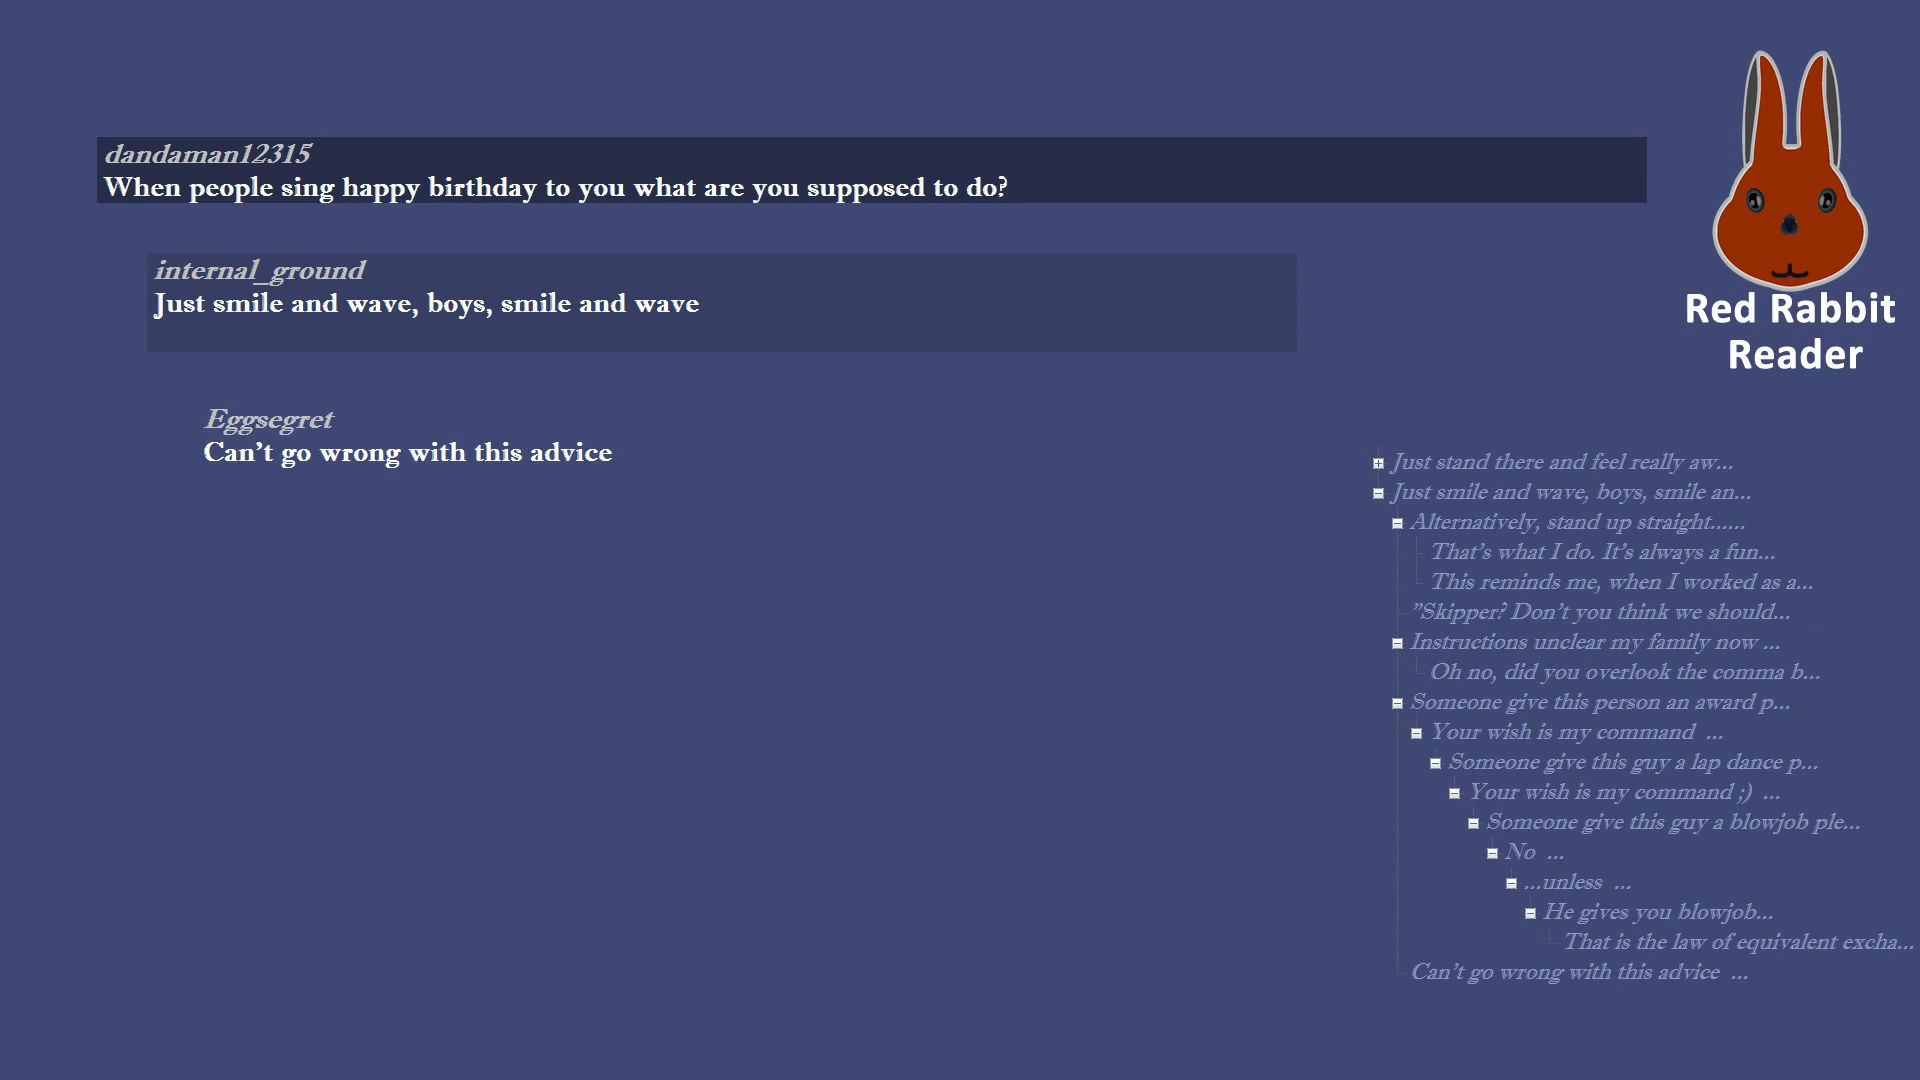 dandaman12315
When people sing happy birthday to you what are you supposed to do?
internal_ground
Just smile and wave, boys, smile and wave
Eggsegret
Can't go wrong with this advice
Red Rabbit
Reader
Just stand there and feel really aw...
Just smile and wave, boys, smile an...
Alternatively, stand up straight......
That's what I do. It's always a fun...
This reminds me, when I worked as a...
"Skipper? Don't you think we should...
Instructions unclear my family now ...
Oh no, did you overlook the comma b...
Someone give this person an award p...
Your wish is my command ...
Someone give this guy a lap dance p...
Your wish is my command ;) ...
Someone give this guy a blowjob ple...
No ...
...unless ...
He gives you blowjob...
That is the law of equivalent excha...
Can't go wrong with this advice ...